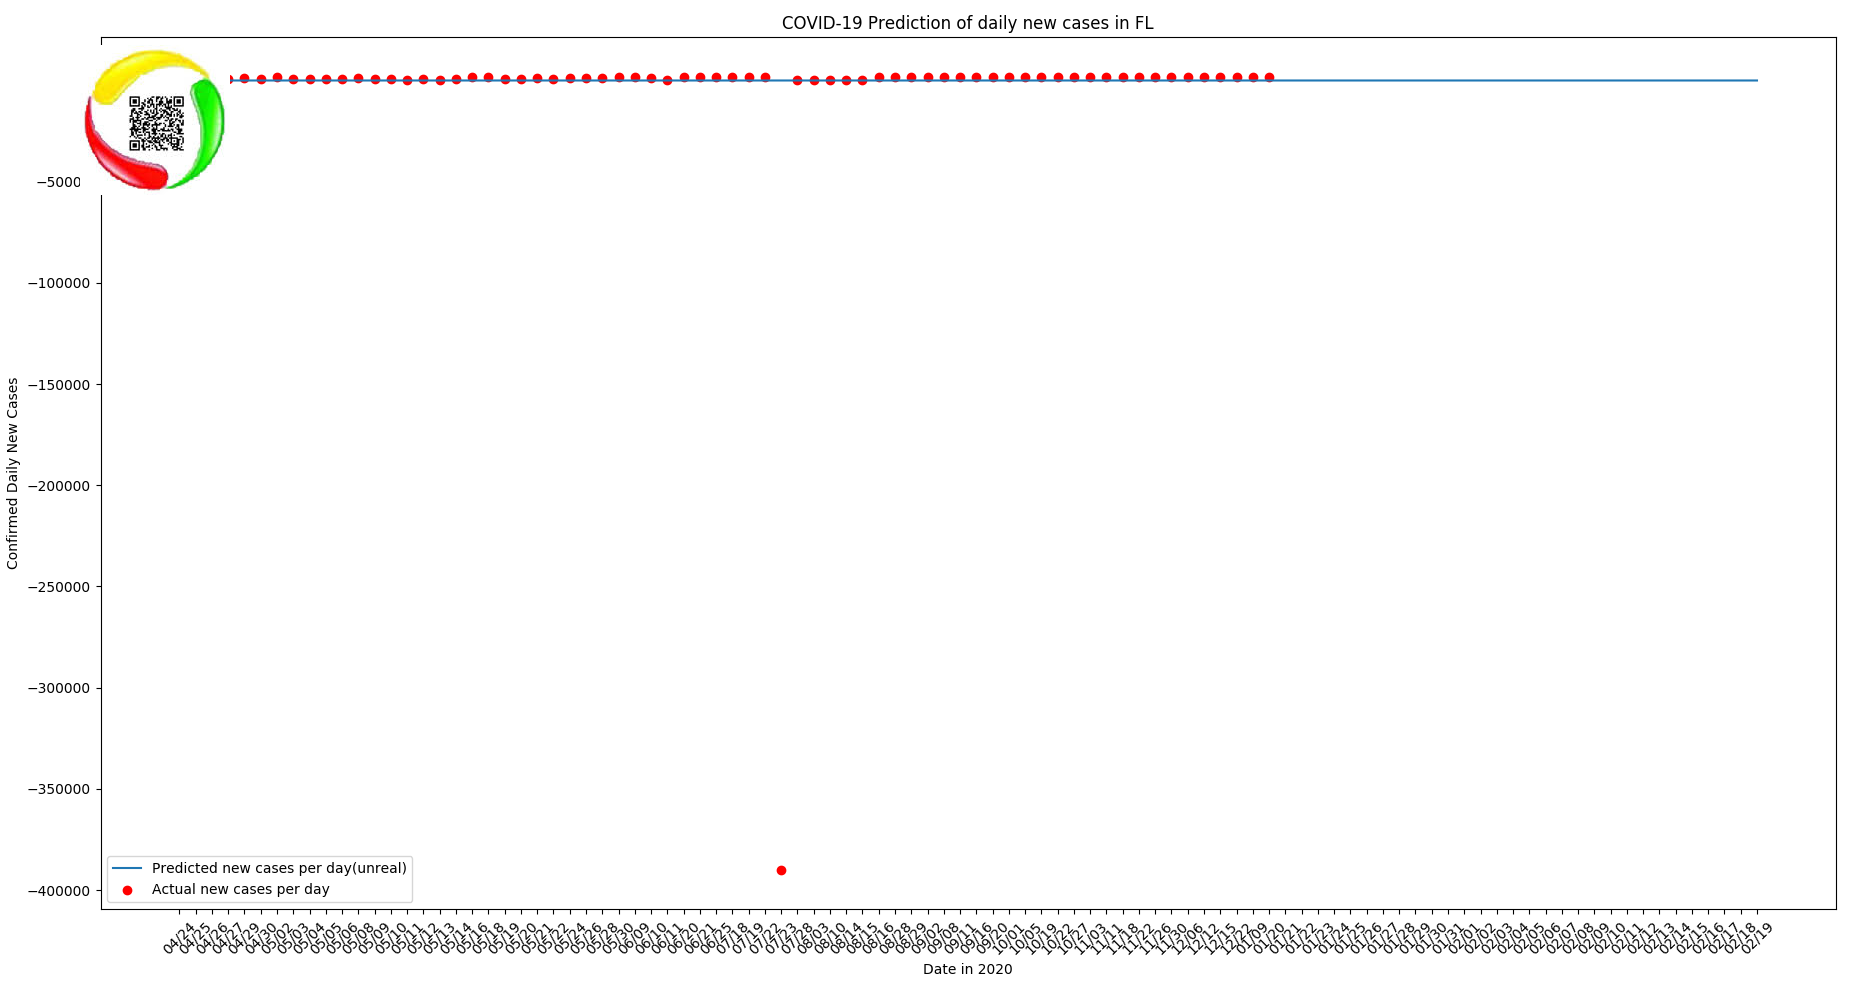 COVID-19 Prediction of daily new cases in FL
−5000
−100000
−150000
−200000
−250000
−300000
−350000
−400000
Confirmed Daily New Cases
Predicted new cases per day(unreal)
Actual new cases per day
04/24 04/25 04/26 04/27 04/29 04/30 05/02 05/03 05/04 05/05 05/06 05/08 05/09 05/10 05/11 05/12 05/13 05/14 05/16 05/18 05/19 05/20 05/21 05/22 05/24 05/26 05/28 05/30 06/09 06/10 06/11 06/20 06/21 06/25 07/18 07/19 07/22 07/23 07/28 08/03 08/10 08/14 08/15 08/16 08/28 08/29 09/02 09/08 09/11 09/16 09/20 10/01 10/05 10/19 10/22 10/27 11/03 11/11 11/18 11/22 11/26 11/30 12/06 12/12 12/15 12/22 01/09 01/20 01/21 01/22 01/23 01/24 01/25 01/26 01/27 01/28 01/29 01/30 01/31 02/01 02/02 02/03 02/04 02/05 02/06 02/07 02/08 02/09 02/10 02/11 02/12 02/13 02/14 02/15 02/16 02/17 02/18 02/19
Date in 2020